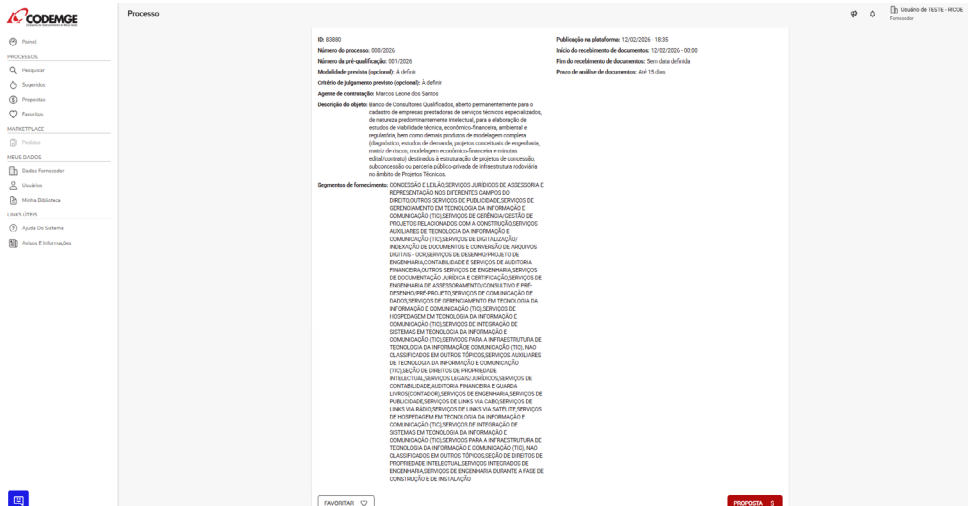 CODEMGE
Painel
PROCESSOS
Pesquisar
Sugeridos
Propostas
Favoritos
MARKETPLACE
Pedidos
MEUS DADOS
Dados Fornecedor
Usuários
Minha Biblioteca
LINKS ÚTEIS
Ajuda Do Sistema
Avisos E Informações
Processo
Usuário de TESTE - RICOE
Fornecedor
ID: 83880
Número do processo: 000/2026
Número da pré-qualificação: 001/2026
Modalidade prevista (opcional): A definir
Critério de julgamento previsto (opcional): À definir
Agente de contratação: Marcos Leone dos Santos
Descrição do objeto: Banco de Consultores Qualificados, aberto permanentemente para o
cadastro de empresas prestadoras de serviços técnicos especializados,
de natureza predominantemente intelectual, para a elaboração de
estudos de viabilidade técnica, econômico-financeira, ambiental e
regulatória, bem como demais produtos de modelagem complexa
(diagnóstico, estudos de demanda, projetos conceituais de engenharia,
matriz de riscos, modelagem econômico-financeira e minutas
edital/contrato) destinados à estruturação de projetos de concessão,
subconcessão ou parceria público-privada de infraestrutura rodoviária
no âmbito de Projetos Técnicos.
Segmentos de fornecimento: CONCESSÃO E LEILÃO;SERVIÇOS JURÍDICOS DE ASSESSORIA E
REPRESENTAÇÃO NOS DIFERENTES CAMPOS DO
DIREITO;OUTROS SERVIÇOS DE PUBLICIDADE;SERVIÇOS DE
GERENCIAMENTO EM TECNOLOGIA DA INFORMAÇÃO E
COMUNICAÇÃO (TIC);SERVIÇOS DE GERÊNCIA/GESTÃO DE
PROJETOS RELACIONADOS COM A CONSTRUÇÃO;SERVIÇOS
AUXILIARES DE TECNOLOGIA DA INFORMAÇÃO E
COMUNICAÇÃO (TIC);SERVIÇOS DE DIGITALIZAÇÃO/
INDEXAÇÃO DE DOCUMENTOS E CONVERSÃO DE ARQUIVOS
DIGITAIS - OCR;SERVIÇOS DE DESENHO/PROJETO DE
ENGENHARIA;CONTABILIDADE E SERVIÇOS DE AUDITORIA
FINANCEIRA;OUTROS SERVIÇOS DE ENGENHARIA;SERVIÇOS
DE DOCUMENTAÇÃO JURÍDICA E CERTIFICAÇÃO;SERVIÇOS DE
ENGENHARIA DE ASSESSORAMENTO/CONSULTIVO E PRÉ-
DESENHO/PRÉ-PROJETO;SERVIÇOS DE COMUNICAÇÃO DE
DADOS;SERVIÇOS DE GERENCIAMENTO EM TECNOLOGIA DA
INFORMAÇÃO E COMUNICAÇÃO (TIC);SERVIÇOS DE
HOSPEDAGEM EM TECNOLOGIA DA INFORMAÇÃO E
COMUNICAÇÃO (TIC);SERVIÇOS DE INTEGRAÇÃO DE
SISTEMAS EM TECNOLOGIA DA INFORMAÇÃO E
COMUNICAÇÃO (TIC);SERVICOS PARA A INFRAESTRUTURA DE
TECNOLOGIA DA INFORMAÇÃOE COMUNICAÇÃO (TIC), NAO
CLASSIFICADOS EM OUTROS TÓPICOS;SERVIÇOS AUXILIARES
DE TECNOLOGIA DA INFORMAÇÃO E COMUNICAÇÃO
(TIC);SEÇÃO DE DIREITOS DE PROPRIEDADE
INTELECTUAL;SERVIÇOS LEGAIS/JURÍDICOS;SERVIÇOS DE
CONTABILIDADE,AUDITORIA FINANCEIRA E GUARDA
LIVROS(CONTADOR);SERVIÇOS DE ENGENHARIA;SERVIÇOS DE
PUBLICIDADE;SERVIÇOS DE LINKS VIA CABO;SERVIÇOS DE
LINKS VIA RÁDIO;SERVIÇOS DE LINKS VIA SATÉLITE;SERVIÇOS
DE HOSPEDAGEM EM TECNOLOGIA DA INFORMAÇÃO E
COMUNICAÇÃO (TIC);SERVIÇOS DE INTEGRAÇÃO DE
SISTEMAS EM TECNOLOGIA DA INFORMAÇÃO E
COMUNICAÇÃO (TIC);SERVICOS PARA A INFRAESTRUTURA DE
TECNOLOGIA DA INFORMAÇÃO E COMUNICAÇÃO (TIC), NAO
CLASSIFICADOS EM OUTROS TÓPICOS;SEÇÃO DE DIREITOS DE
PROPRIEDADE INTELECTUAL;SERVIÇOS INTEGRADOS DE
ENGENHARIA;SERVIÇOS DE ENGENHARIA DURANTE A FASE DE
CONSTRUÇÃO E DE INSTALAÇÃO
Publicação na plataforma: 12/02/2026 - 18:35
Início do recebimento de documentos: 12/02/2026 - 00:00
Fim do recebimento de documentos: Sem data definida
Prazo de análise de documentos: Até 15 dias
FAVORITAR
PROPOSTA